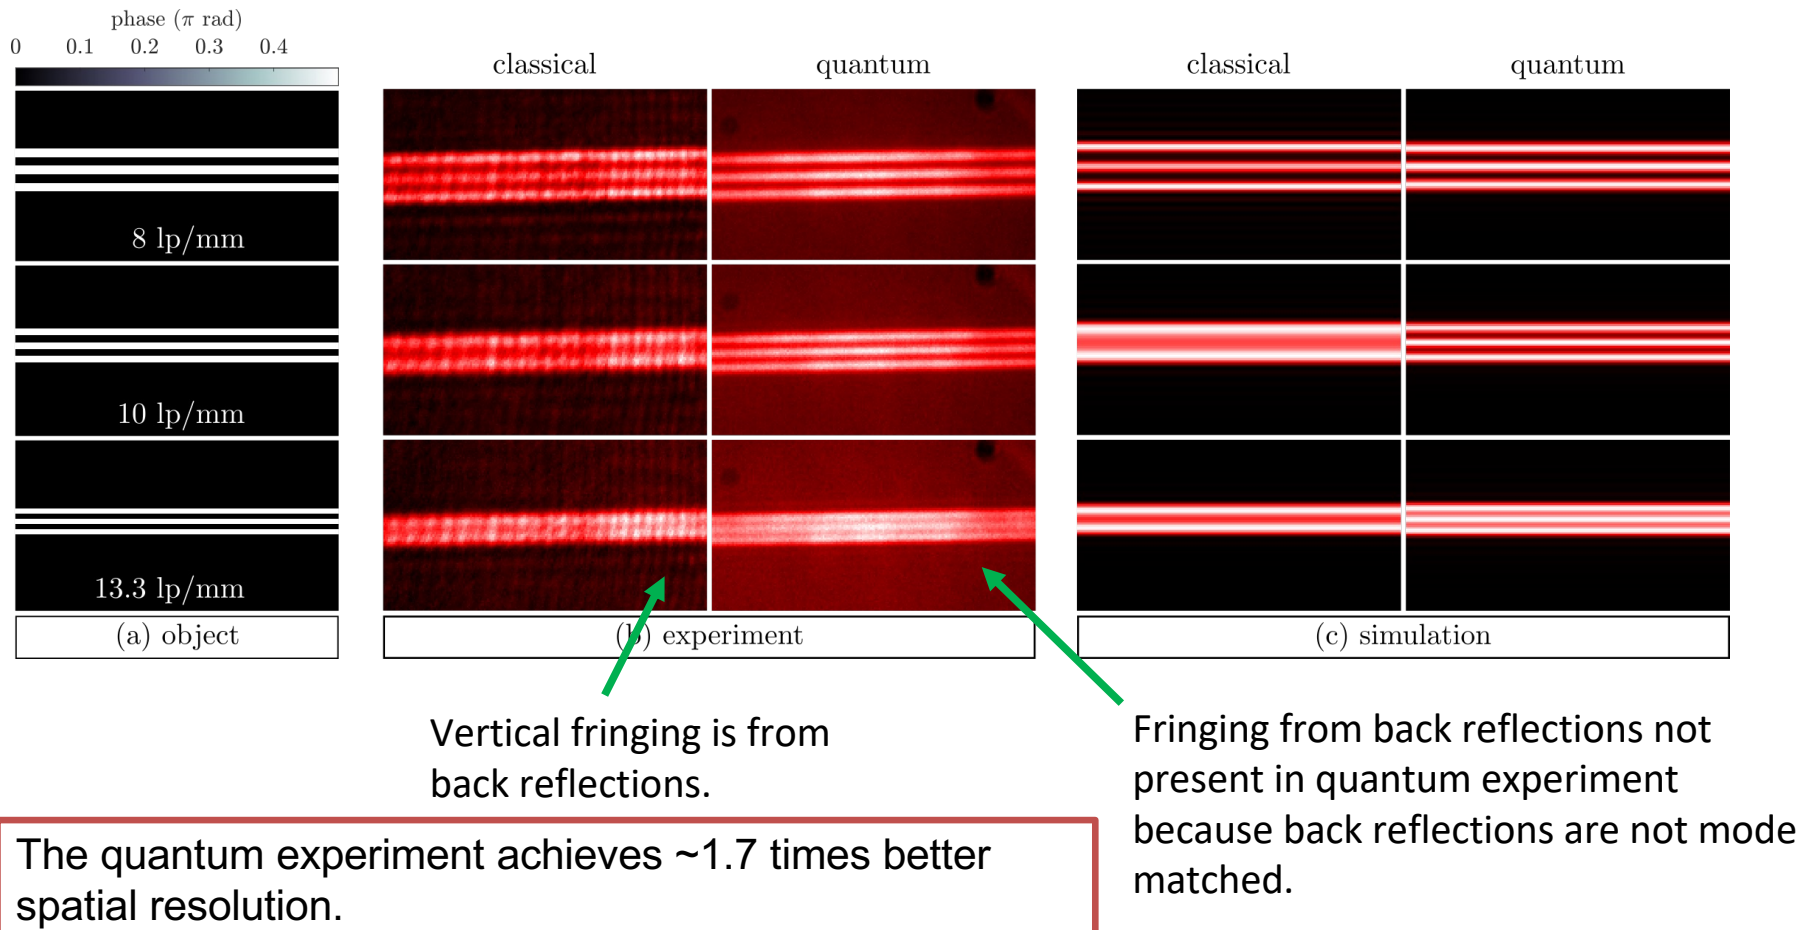 phase (π rad)
0 0.1 0.2 0.3 0.4
classical quantum classical quantum
8 lp/mm
10 lp/mm
13.3 lp/mm
(a) object (b) experiment (c) simulation
Vertical fringing is from
back reflections.
Fringing from back reflections not
present in quantum experiment
because back reflections are not mode
matched.
The quantum experiment achieves ~1.7 times better
spatial resolution.